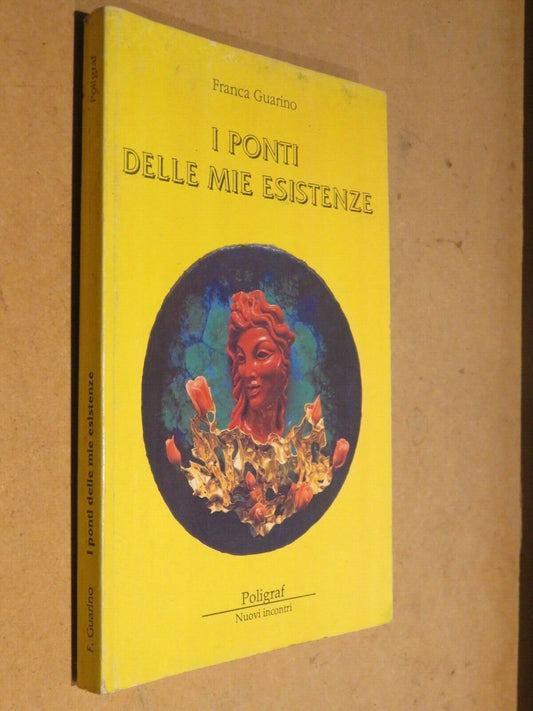 Franca Guarino
I PONTI
DELLE MIE ESISTENZE
Poligraf
Nuovi incontri
F. Guarino I ponti delle mie esistenze Poligraf